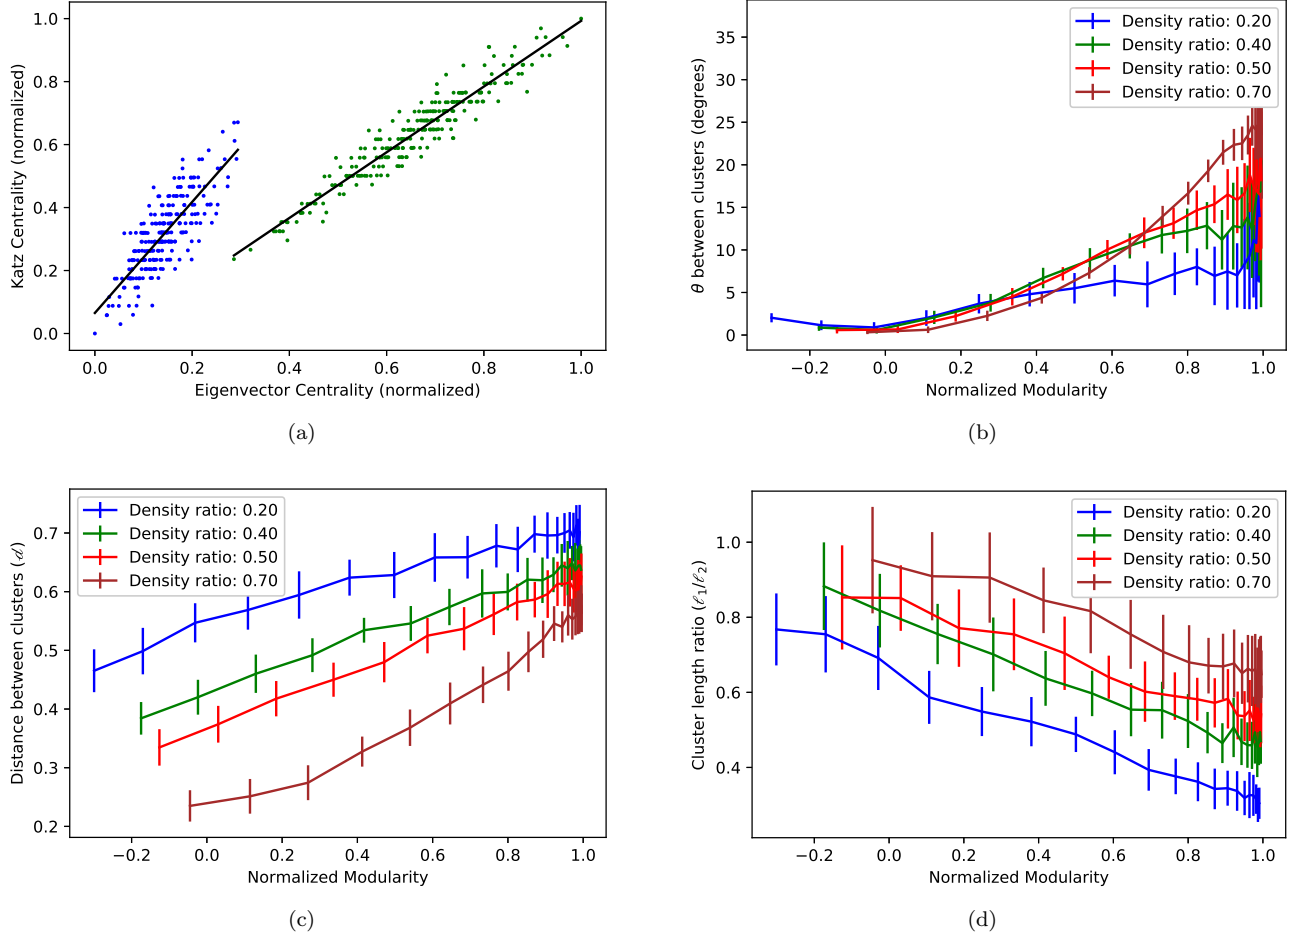 1.0
0.8
0.6
0.4
0.2
0.0
Katz Centrality (normalized)
0.0 0.2 0.4 0.6 0.8 1.0
Eigenvector Centrality (normalized)
(a)
Density ratio: 0.20
Density ratio: 0.40
Density ratio: 0.50
Density ratio: 0.70
35
30
25
20
15
10
5
0
θ between clusters (degrees)
−0.2 0.0 0.2 0.4 0.6 0.8 1.0
Normalized Modularity
(b)
Density ratio: 0.20
Density ratio: 0.40
Density ratio: 0.50
Density ratio: 0.70
0.7
0.6
0.5
0.4
0.3
0.2
Distance between clusters (𝒹)
−0.2 0.0 0.2 0.4 0.6 0.8 1.0
Normalized Modularity
(c)
Density ratio: 0.20
Density ratio: 0.40
Density ratio: 0.50
Density ratio: 0.70
1.0
0.8
0.6
0.4
Cluster length ratio (ℓ1/ℓ2)
−0.2 0.0 0.2 0.4 0.6 0.8 1.0
Normalized Modularity
(d)